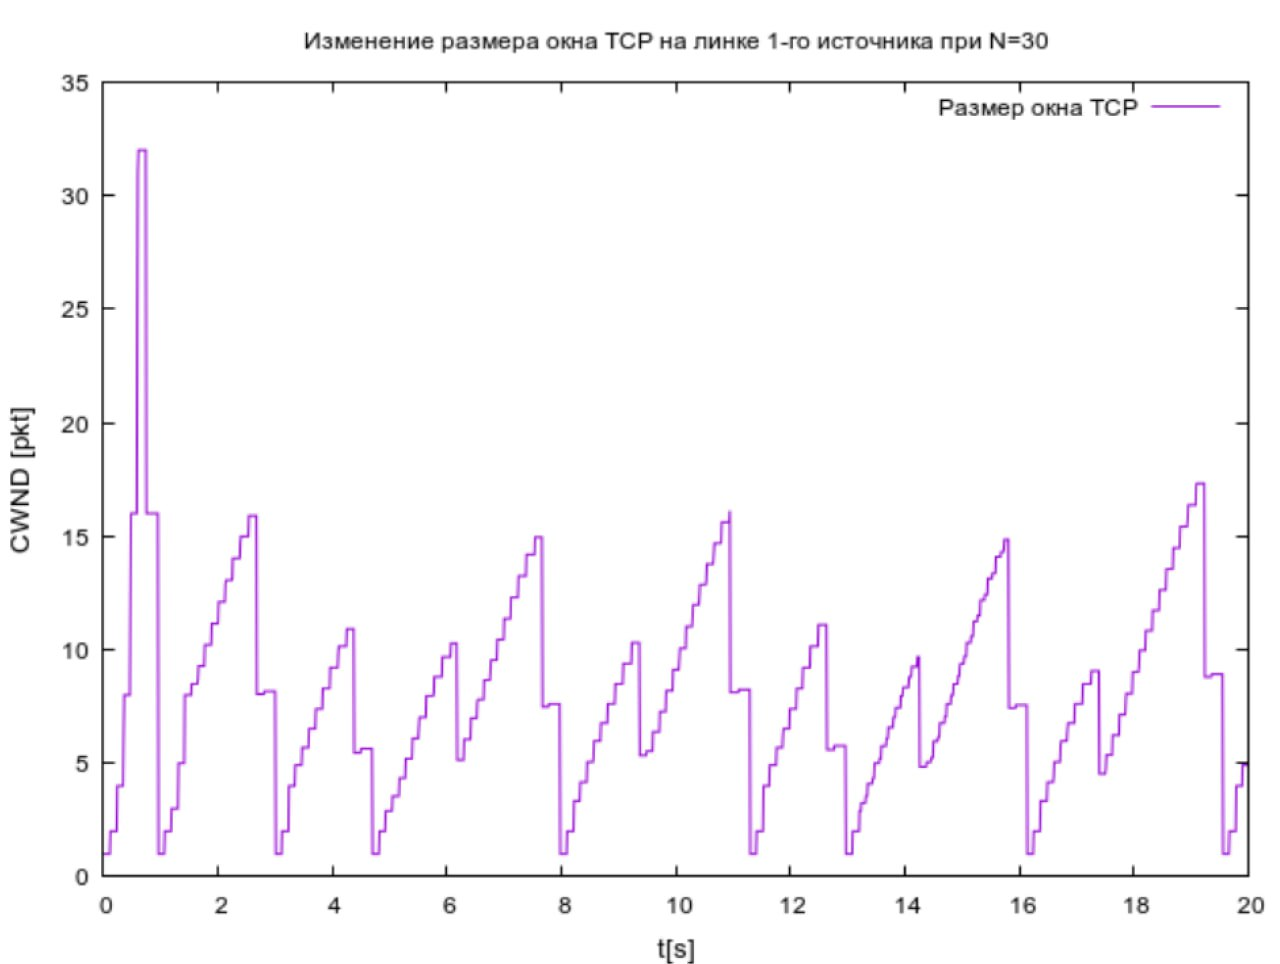 Изменение размера окна TCP на линке 1-го источника при N=30
Размер окна TCP
35
30
25
20
15
10
5
0
CWND [pkt]
0 2 4 6 8 10 12 14 16 18 20
t[s]